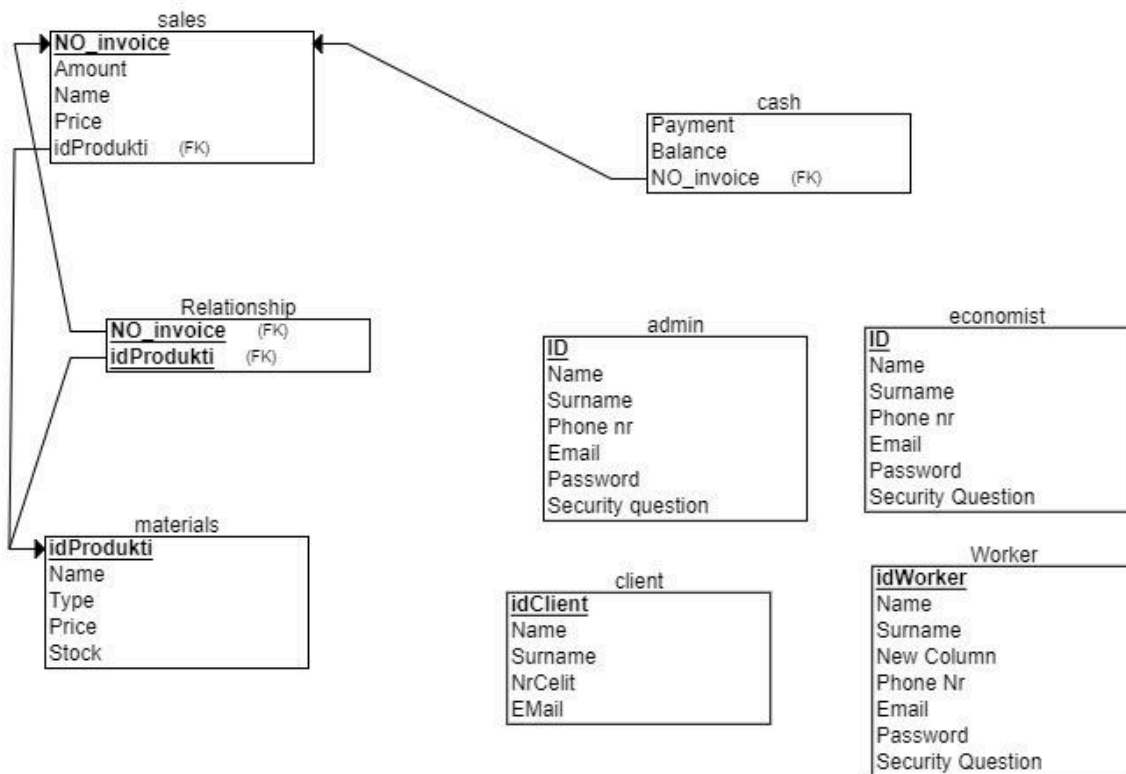 sales
NO_invoice
Amount
Name
Price
idProdukti (FK)
cash
Payment
Balance
NO_invoice (FK)
Relationship
NO_invoice (FK)
idProdukti (FK)
admin
ID
Name
Surname
Phone nr
Email
Password
Security question
economist
ID
Name
Surname
Phone nr
Email
Password
Security Question
materials
idProdukti
Name
Type
Price
Stock
client
idClient
Name
Surname
NrCelit
EMail
Worker
idWorker
Name
Surname
New Column
Phone Nr
Email
Password
Security Question